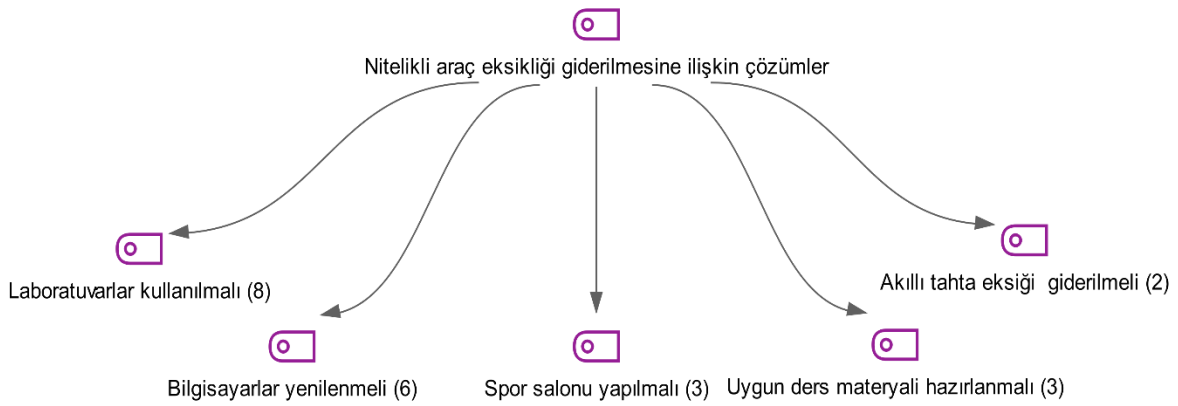 Nitelikli araç eksikliği giderilmesine ilişkin çözümler
Laboratuvarlar kullanılmalı (8)
Akıllı tahta eksiği giderilmeli (2)
Bilgisayarlar yenilenmeli (6)
Spor salonu yapılmalı (3)
Uygun ders materyali hazırlanmalı (3)